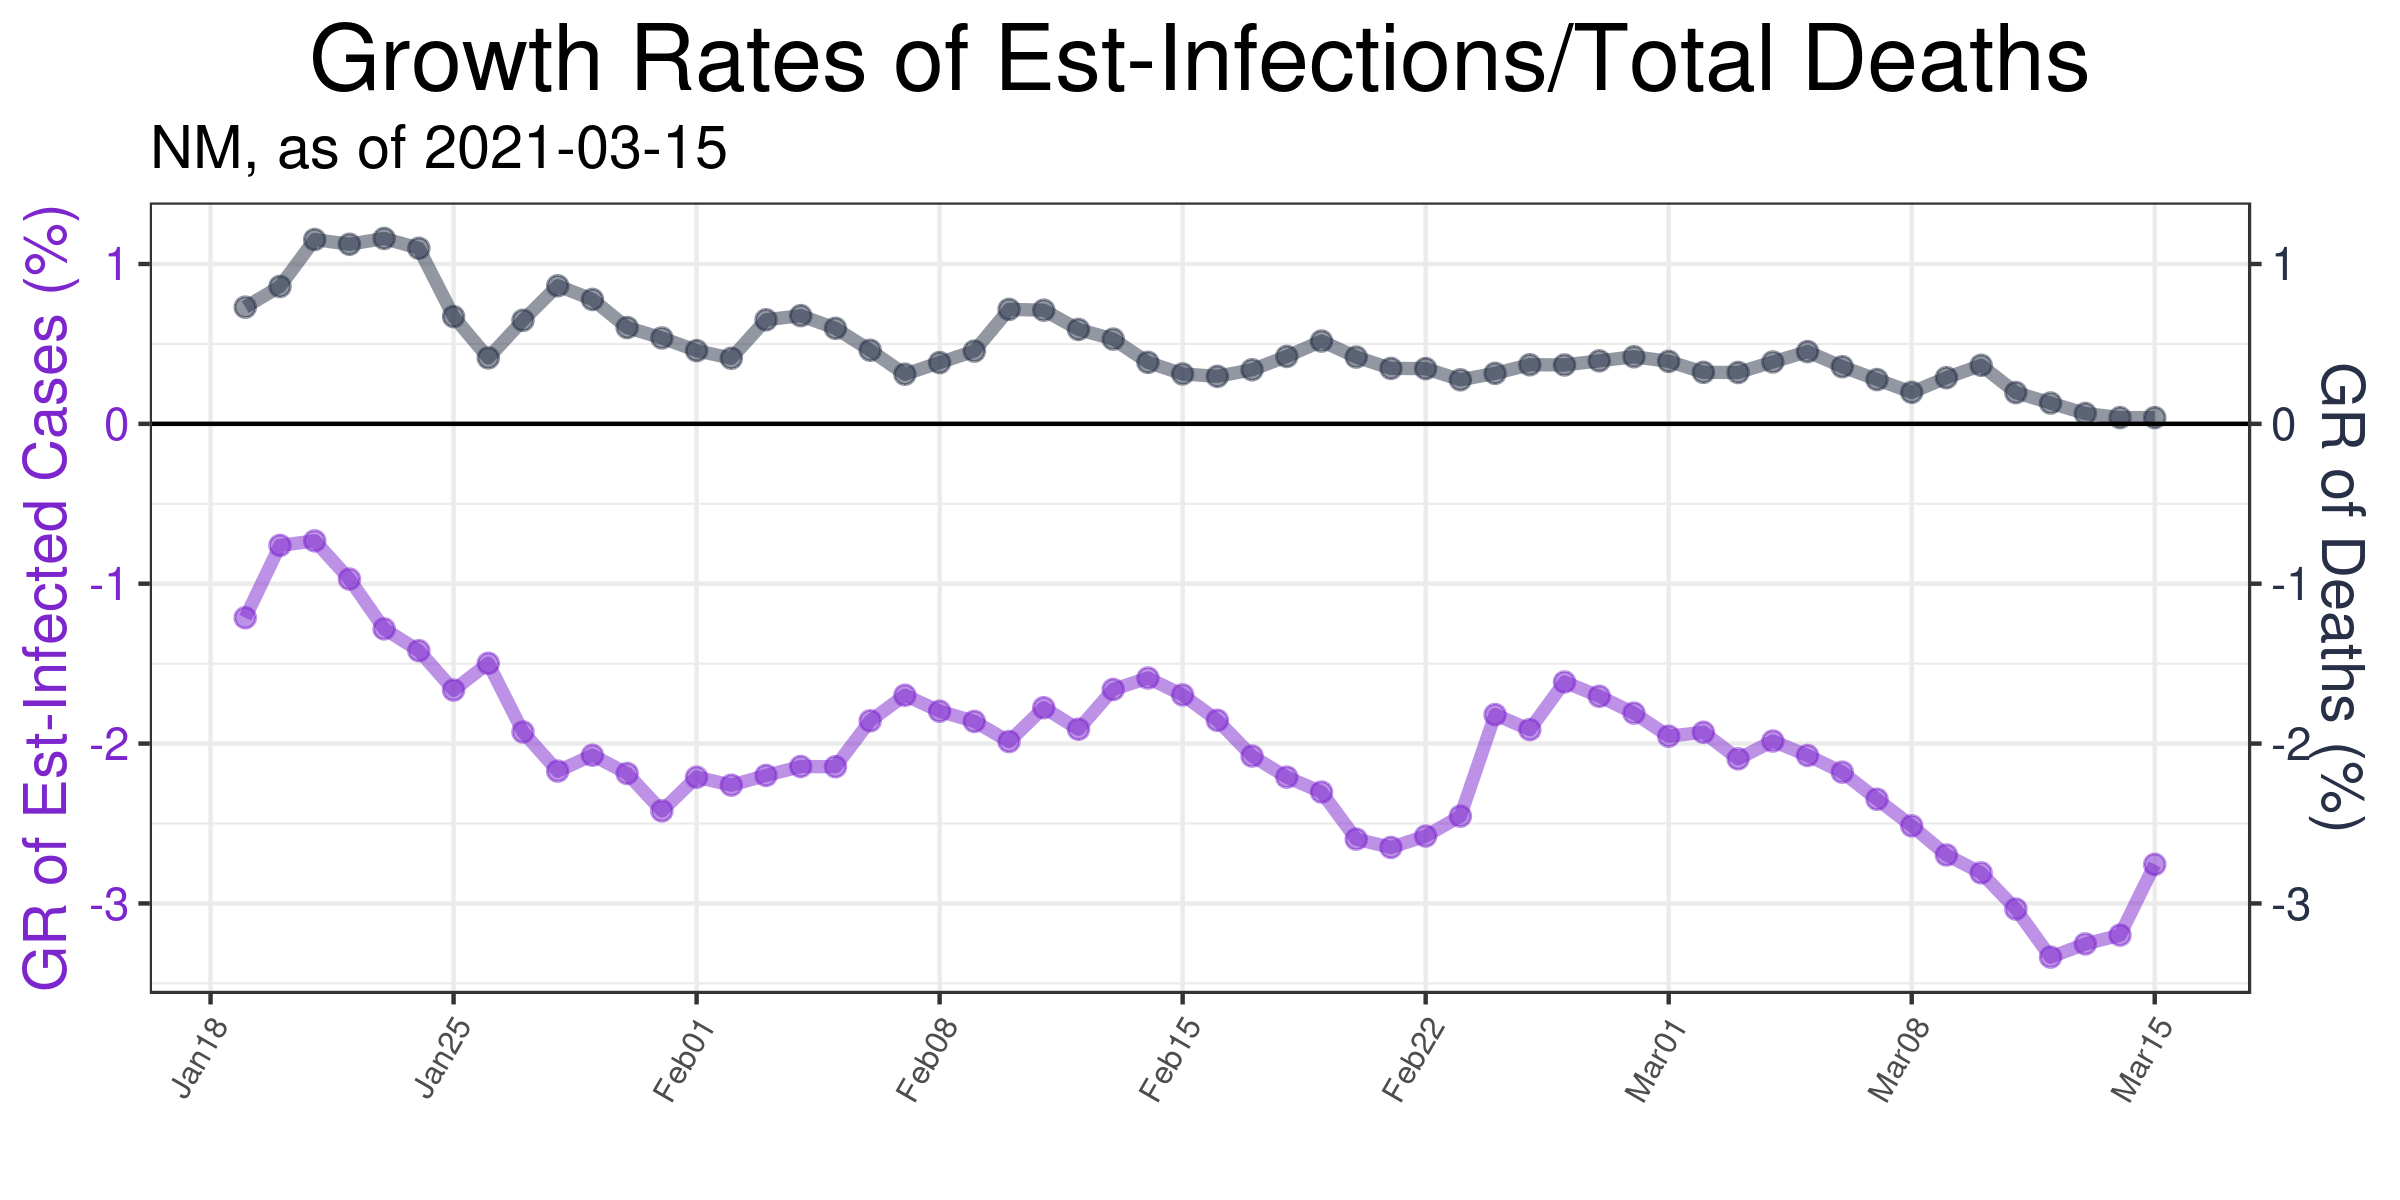 Growth Rates of Est-Infections/Total Deaths
NM, as of 2021-03-15
GR of Est-Infected Cases (%)
1
0
-1
-2
-3
1
0
-1
-2
-3
GR of Deaths (%)
Jan18
Jan25
Feb01
Feb08
Feb15
Feb22
Mar01
Mar08
Mar15